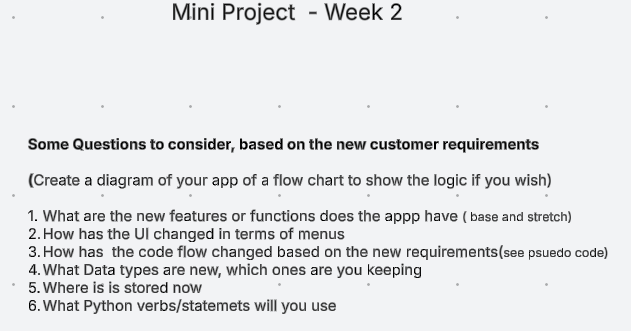 Mini Project - Week 2
Some Questions to consider, based on the new customer requirements
(Create a diagram of your app of a flow chart to show the logic if you wish)
1. What are the new features or functions does the appp have ( base and stretch)
2. How has the UI changed in terms of menus
3. How has the code flow changed based on the new requirements(see psuedo code)
4. What Data types are new, which ones are you keeping
5. Where is is stored now
6. What Python verbs/statemets will you use